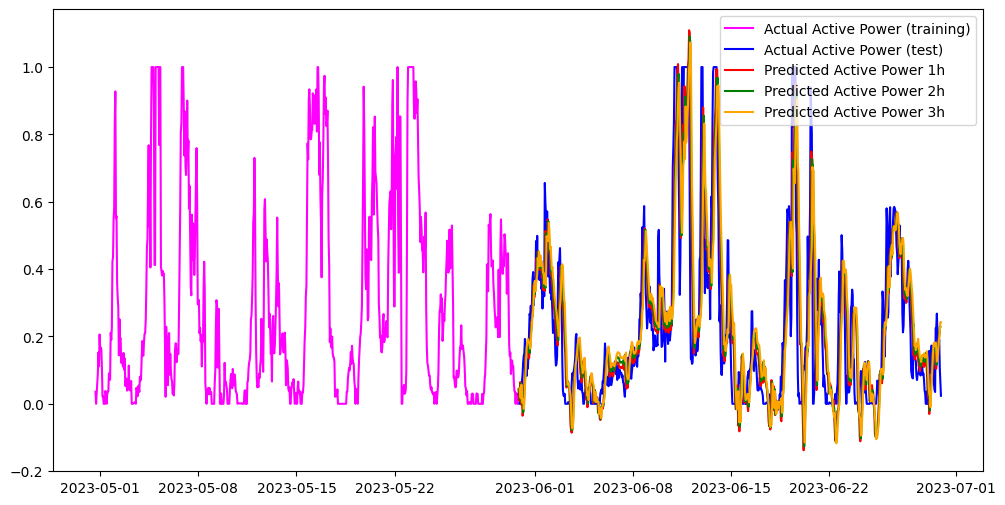 Actual Active Power (training)
Actual Active Power (test)
Predicted Active Power 1h
Predicted Active Power 2h
Predicted Active Power 3h
1.0
0.8
0.6
0.4
0.2
0.0
−0.2
2023-05-01 2023-05-08 2023-05-15 2023-05-22 2023-06-01 2023-06-08 2023-06-15 2023-06-22 2023-07-01